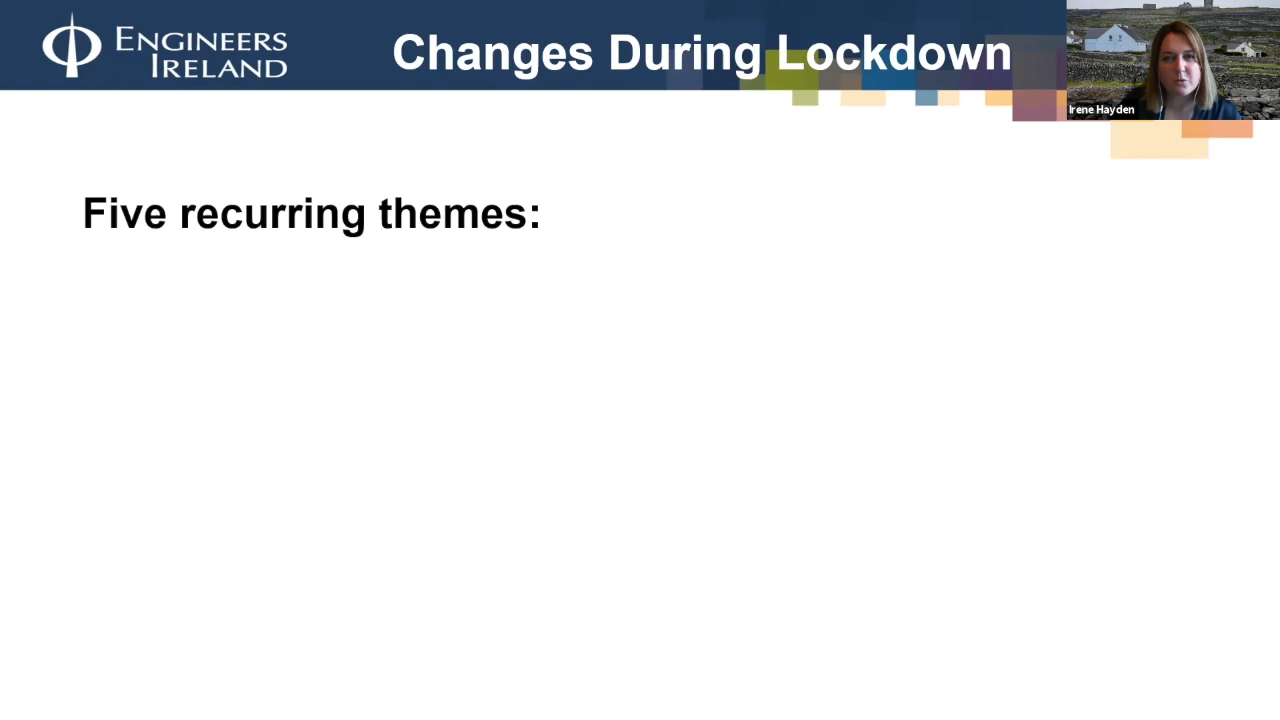 ENGINEERS
IRELAND
Changes During Lockdown
Irene Hayden
Five recurring themes: